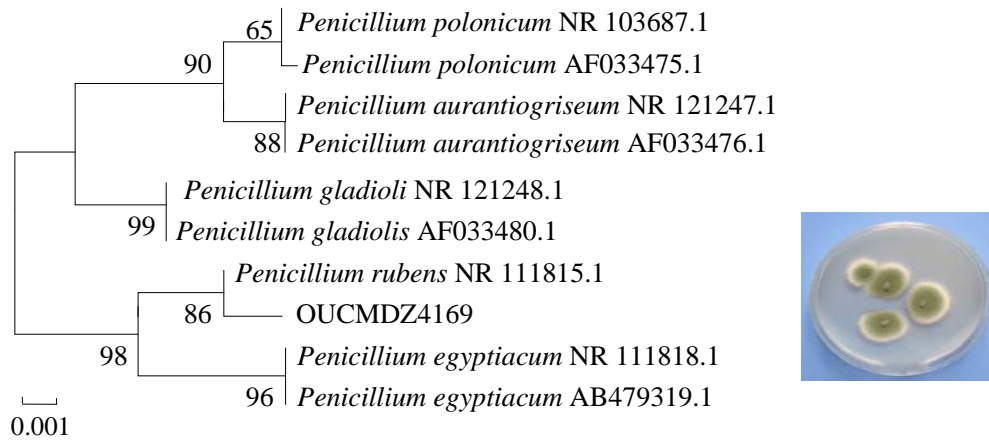 65
Penicillium polonicum NR 103687.1
90
Penicillium polonicum AF033475.1
Penicillium aurantiogriseum NR 121247.1
88
Penicillium aurantiogriseum AF033476.1
Penicillium gladioli NR 121248.1
99
Penicillium gladiolis AF033480.1
Penicillium rubens NR 111815.1
86
OUCMDZ4169
98
Penicillium egyptiacum NR 111818.1
96
Penicillium egyptiacum AB479319.1
0.001